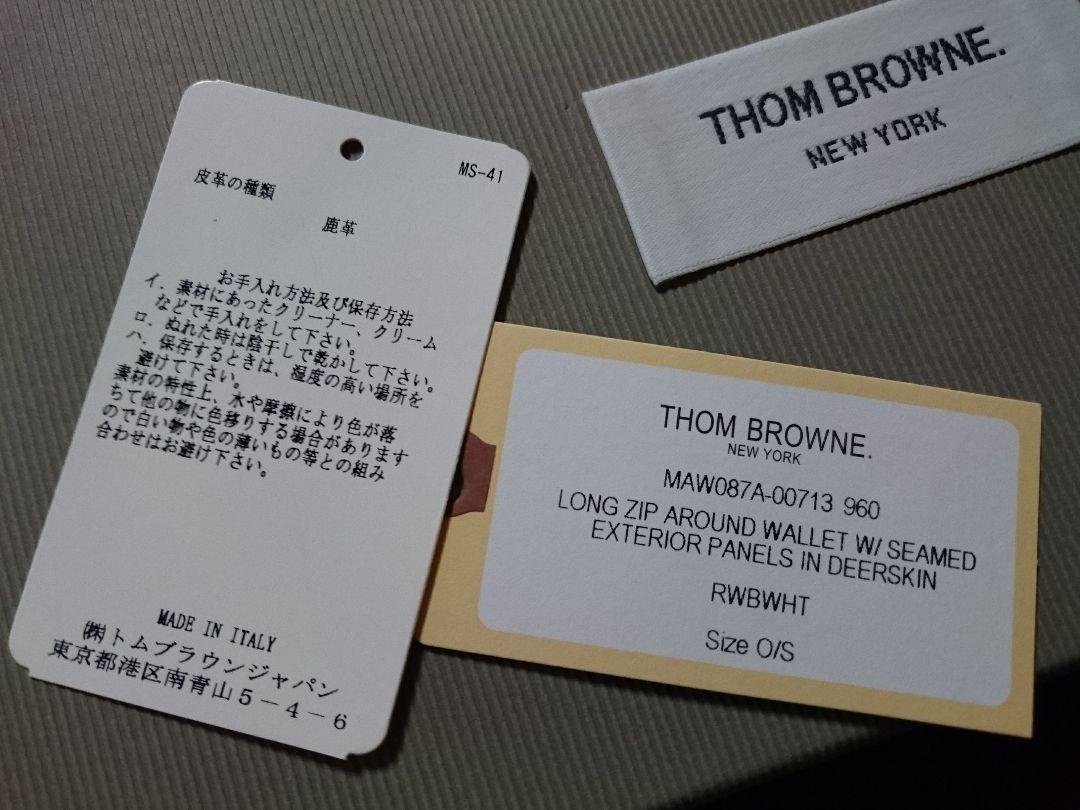 MS-41
皮革の種類
鹿革
お手入れ方法及び保存方法
イ．素材にあったクリーナー、クリーム
などで手入れをして下さい。
ロ．ぬれた時は陰干しで乾かして下さい。
ハ．保存するときは、湿度の高い場所を
避けて下さい。
素材の特性上、水や摩擦により色が落
ちて他の物に色移りする場合があります
ので白い物や色の薄いもの等との組み
合わせはお避け下さい。
MADE IN ITALY
㈱トムブラウンジャパン
東京都港区南青山5－4－6
THOM BROWNE.
NEW YORK
THOM BROWNE.
NEW YORK
MAW087A-00713 960
LONG ZIP AROUND WALLET W/ SEAMED
EXTERIOR PANELS IN DEERSKIN
RWBWHT
Size O/S